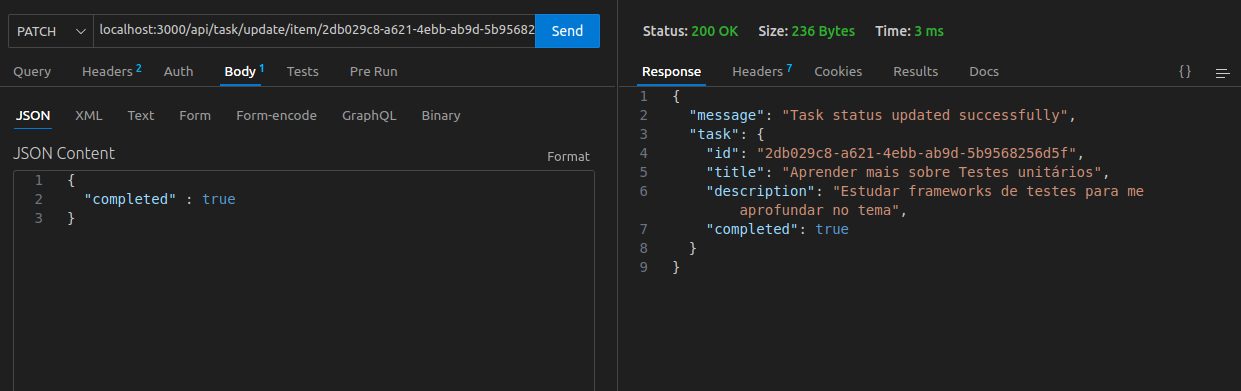 PATCH
localhost:3000/api/task/update/item/2db029c8-a621-4ebb-ab9d-5b95682
Send
Query Headers 2 Auth Body 1 Tests Pre Run
JSON XML Text Form Form-encode GraphQL Binary
JSON Content
Format
1 {
2 "completed" : true
3 }
Status: 200 OK Size: 236 Bytes Time: 3 ms
Response Headers 7 Cookies Results Docs {}
1 {
2 "message": "Task status updated successfully",
3 "task": {
4 "id": "2db029c8-a621-4ebb-ab9d-5b9568256d5f",
5 "title": "Aprender mais sobre Testes unitários",
6 "description": "Estudar frameworks de testes para me
aprofundar no tema",
7 "completed": true
8 }
9 }